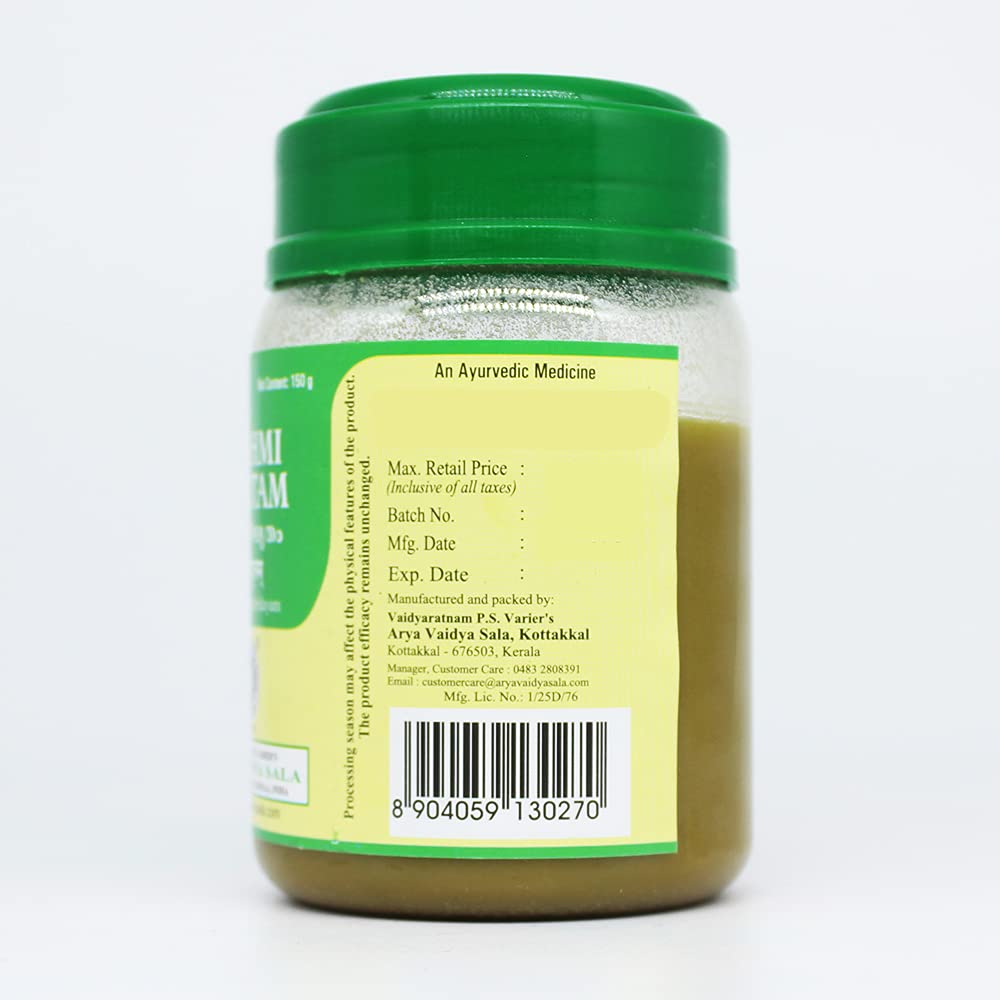 150 g
An Ayurvedic Medicine
Max. Retail Price :
(Inclusive of all taxes)
Batch No. :
Mfg. Date :
Exp. Date :
Manufactured and packed by:
Vaidyaratnam P.S. Varier's
Arya Vaidya Sala, Kottakkal
Kottakkal - 676503, Kerala
Manager, Customer Care : 0483 2808391
Email : customercare@aryavaidyasala.com
Mfg. Lic. No.: 1/25D/76
8 904059 130270
Processing season may affect the physical features of the product.
The product efficacy remains unchanged.
SALA